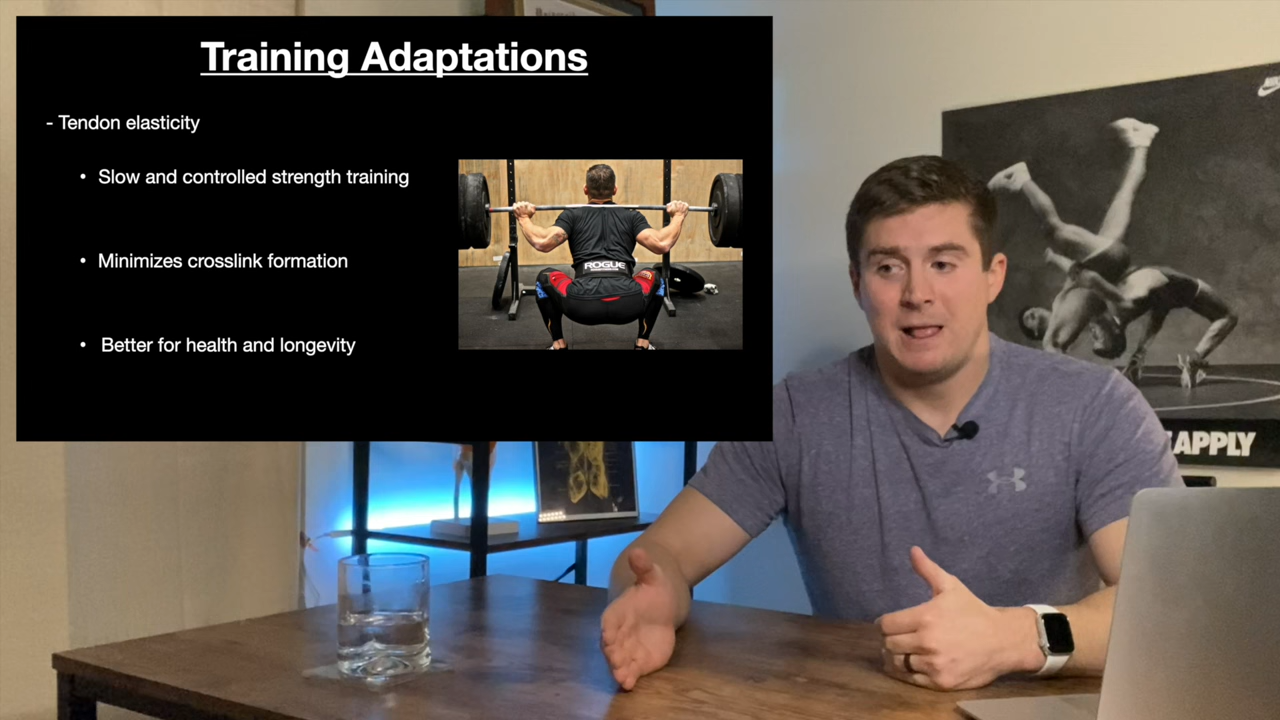 Training Adaptations
- Tendon elasticity
• Slow and controlled strength training
• Minimizes crosslink formation
• Better for health and longevity
ROGUE
APPLY